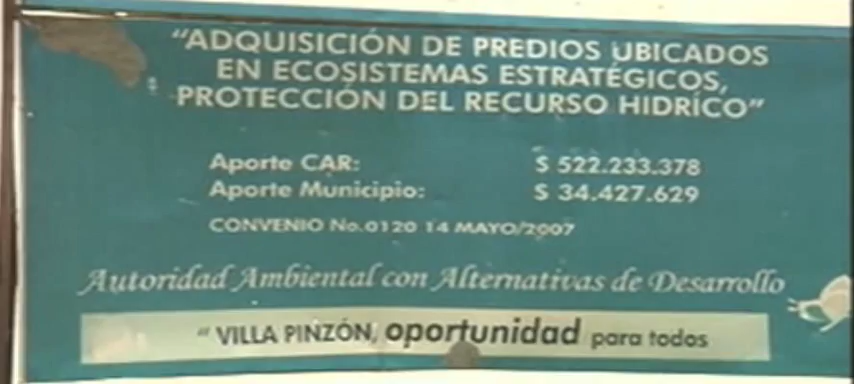 “ADQUISICIÓN DE PREDIOS UBICADOS
EN ECOSISTEMAS ESTRATÉGICOS,
PROTECCIÓN DEL RECURSO HIDRÍCO”
Aporte CAR: $ 522.233.378
Aporte Municipio: $ 34.427.629
CONVENIO No.0120 14 MAYO/2007
Autoridad Ambiental con Alternativas de Desarrollo
“ VILLA PINZÓN, oportunidad para todos